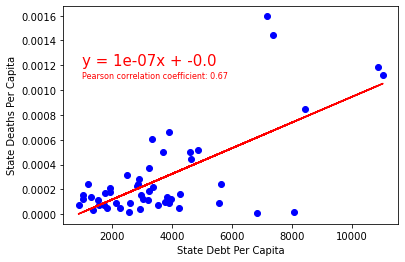 0.0016
0.0014
0.0012
0.0010
0.0008
0.0006
0.0004
0.0002
0.0000
State Deaths Per Capita
y = 1e-07x + -0.0
Pearson correlation coefficient: 0.67
2000 4000 6000 8000 10000
State Debt Per Capita